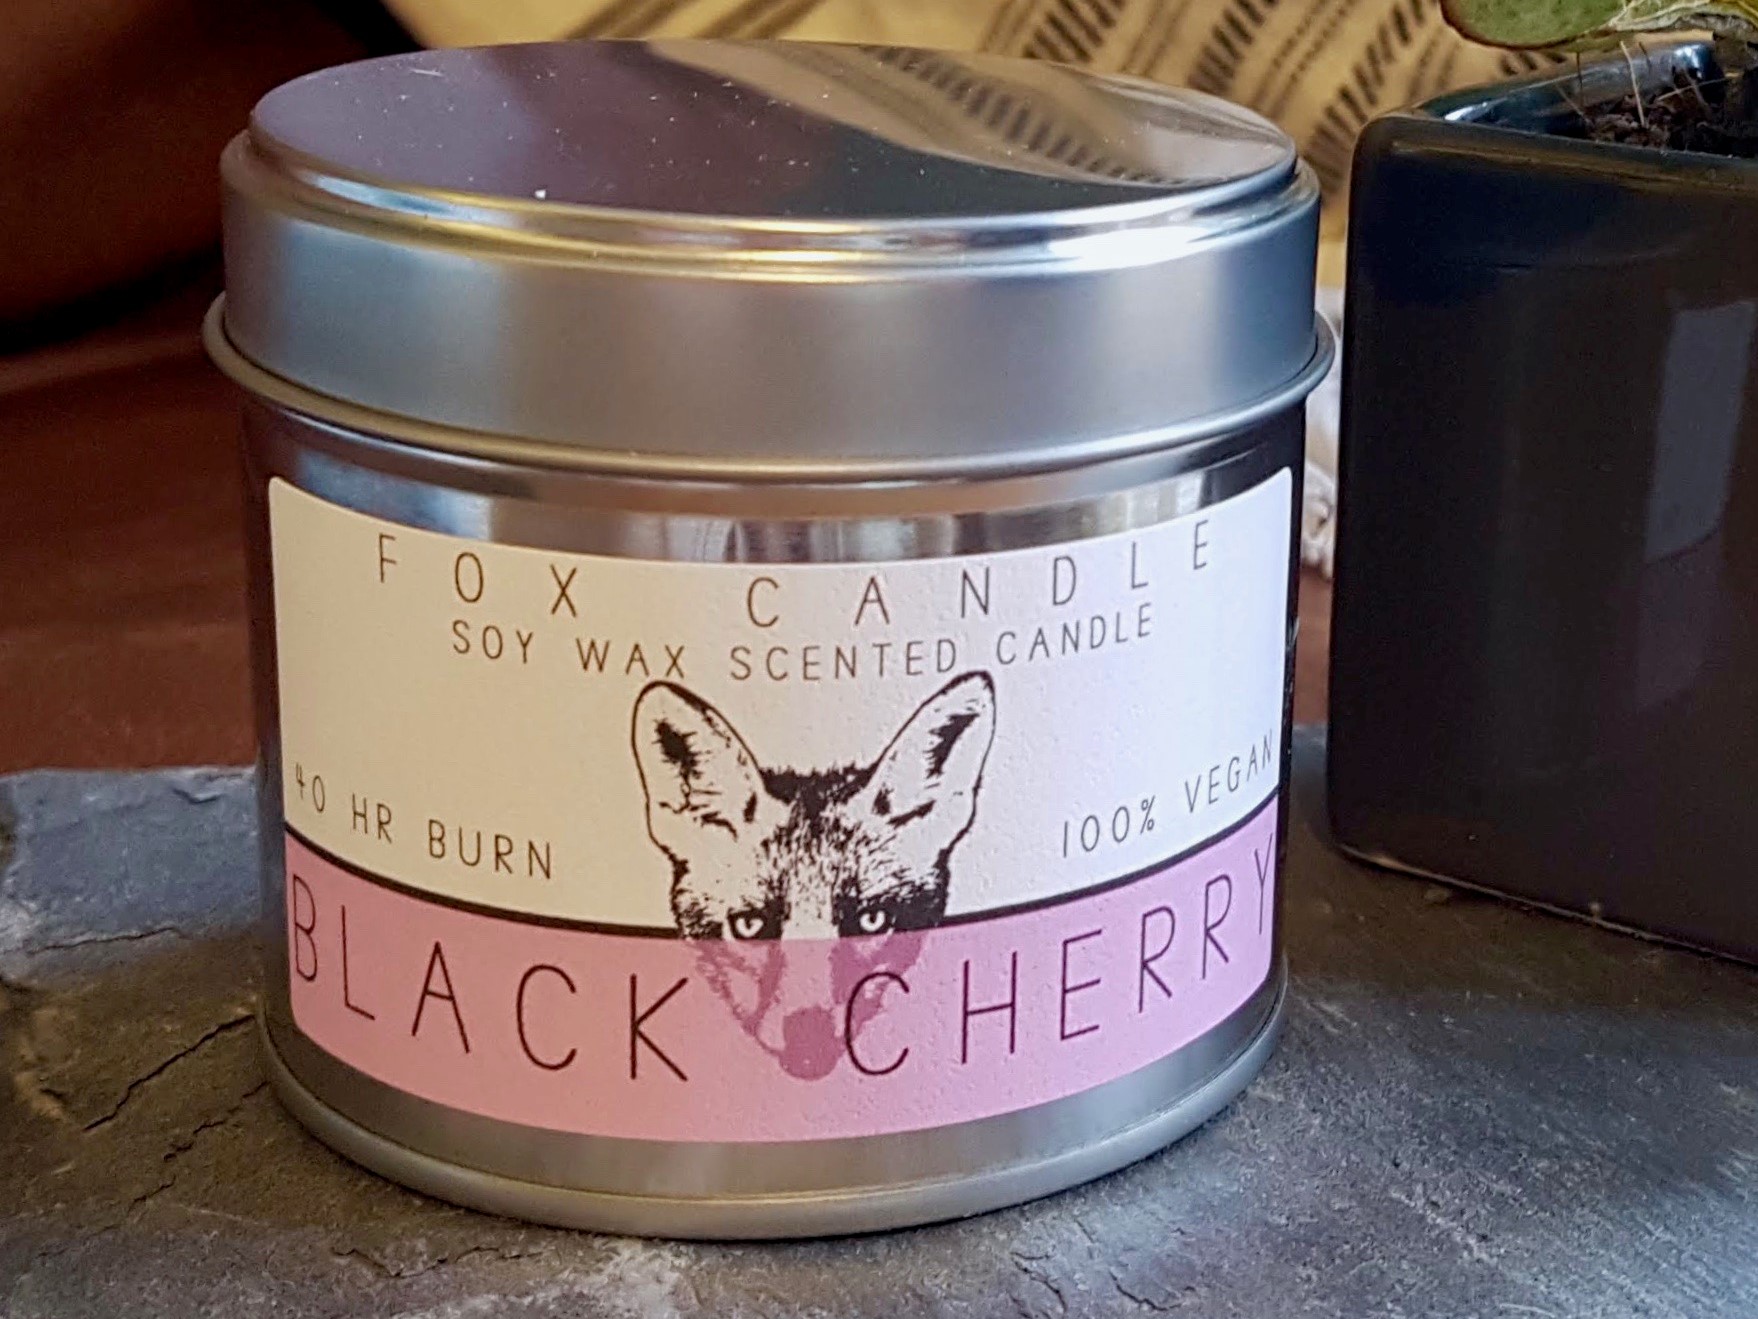 FOX CANDLE
SOY WAX SCENTED CANDLE
40 HR BURN
100% VEGAN
BLACK CHERRY